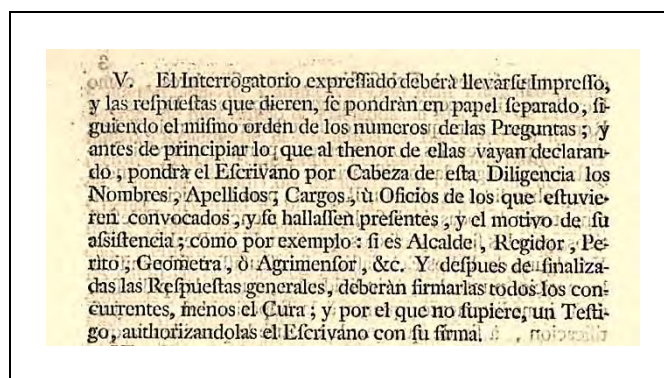 V. El Interrogatorio expreſſado deberà llevarſe Impreſſo,
y las reſpueſtas que dieren, ſe pondràn en papel ſeparado, ſi-
guiendo el miſmo orden de los numeros de las Preguntas; y
antes de principiar lo que al thenor de ellas vayan declaran-
do, pondrà el Eſcrivano por Cabeza de eſta Diligencia los
Nombres, Apellidos, Cargos, ù Oficios de los que eſtuvie-
ren convocados, y ſe hallaſſen preſentes, y el motivo de ſu
aſsiſtencia; como por exemplo: ſi es Alcalde, Regidor, Pe-
rito, Geometra, ò Agrimenſor, &c. Y deſpues de finaliza-
das las Reſpueſtas generales, deberàn firmarlas todos los con-
currentes, menos el Cura; y por el que no ſupiere, un Teſti-
go, authorizandolas el Eſcrivano con ſu firma.